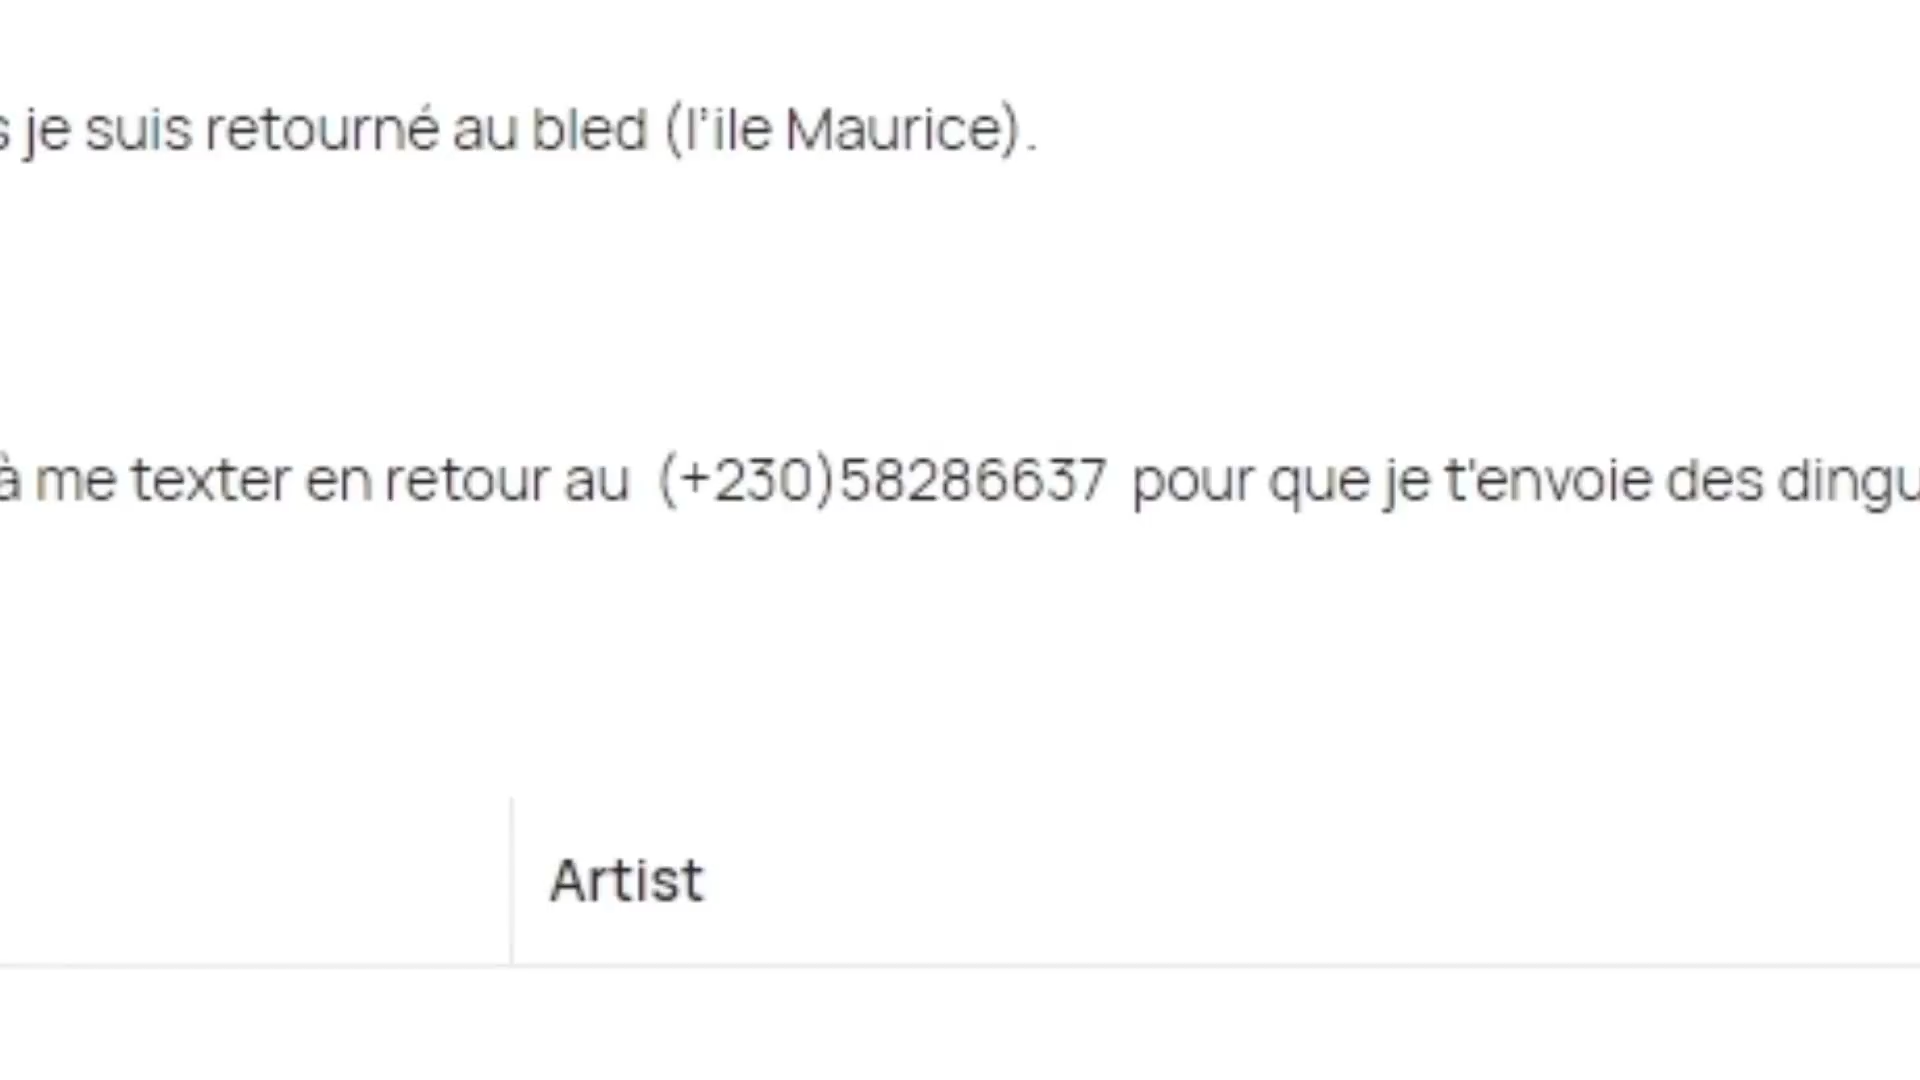 s je suis retourné au bled (l'ile Maurice).
à me texter en retour au (+230)58286637 pour que je t'envoie des dingu
Artist